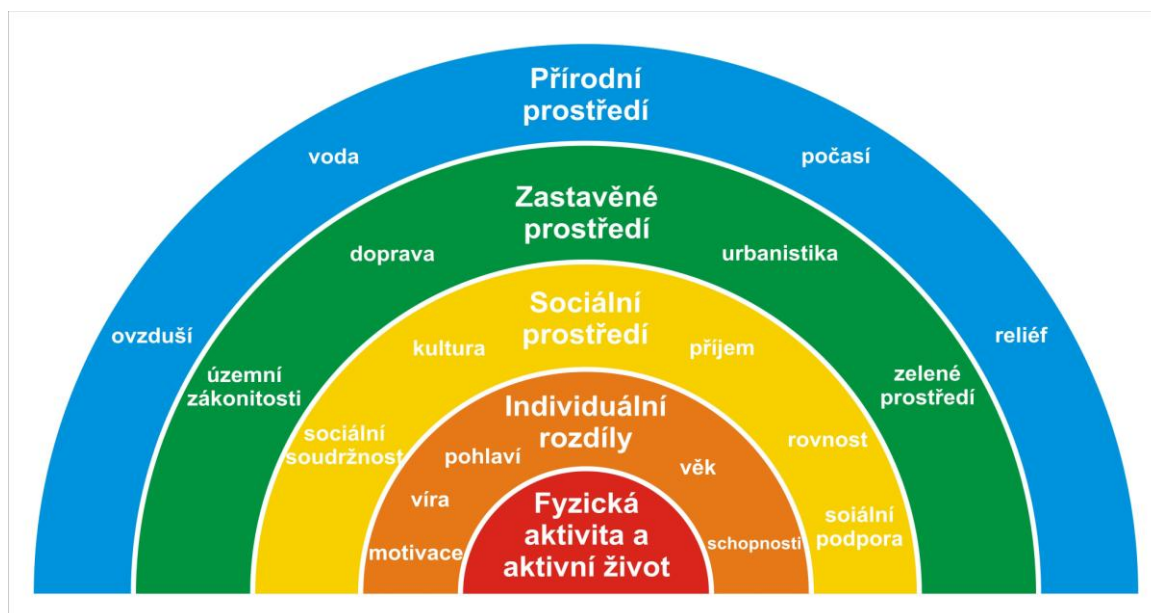 Přírodní
prostředí
voda
počasí
ovzduší
reliéf
Zastavěné
prostředí
doprava
urbanistika
územní
zákonitosti
zelené
prostředí
Sociální
prostředí
kultura
příjem
sociální
soudržnost
rovnost
soiální
podpora
Individuální
rozdíly
pohlaví
věk
víra
motivace
schopnosti
Fyzická
aktivita a
aktivní život